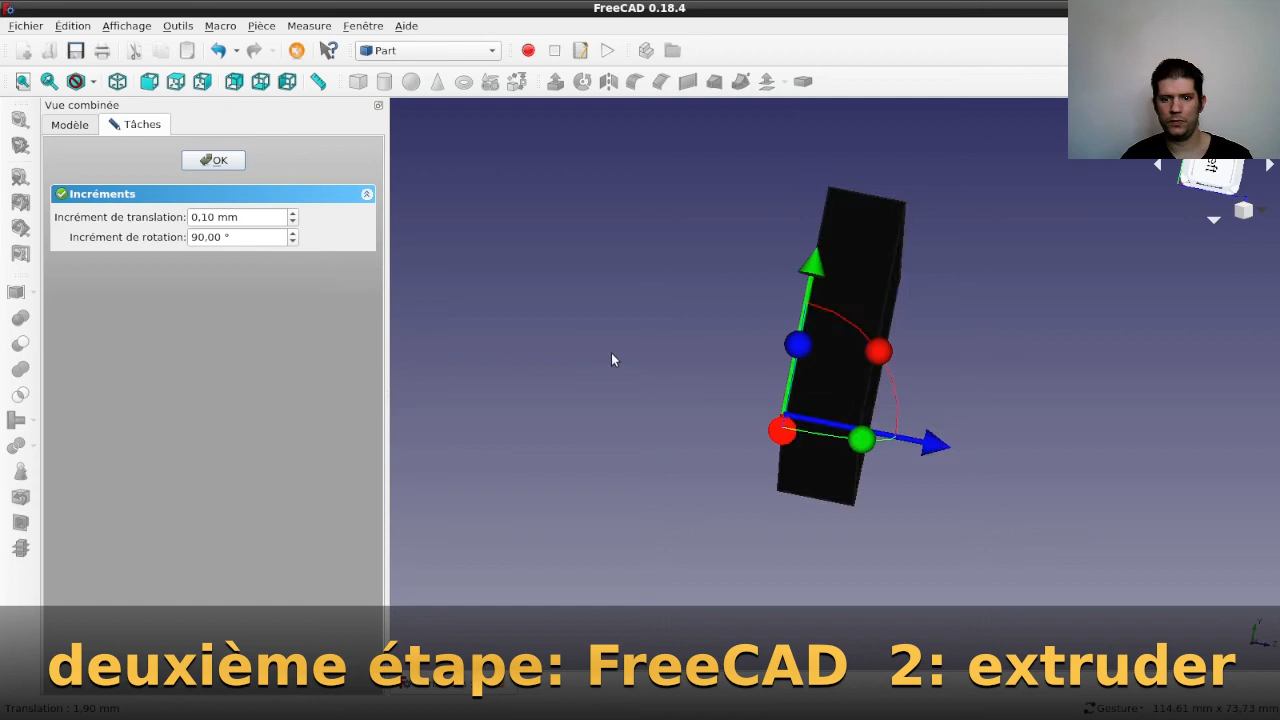 FreeCAD 0.18.4
Fichier Édition Affichage Outils Macro Pièce Measure Fenêtre Aide
Part
Vue combinée
Modèle Tâches
OK
Incréments
Incrément de translation: 0,10 mm
Incrément de rotation: 90,00 °
deuxième étape: FreeCAD 2: extruder
Translation : 1.90 mm
Gesture 114.61 mm x 73,73 mm